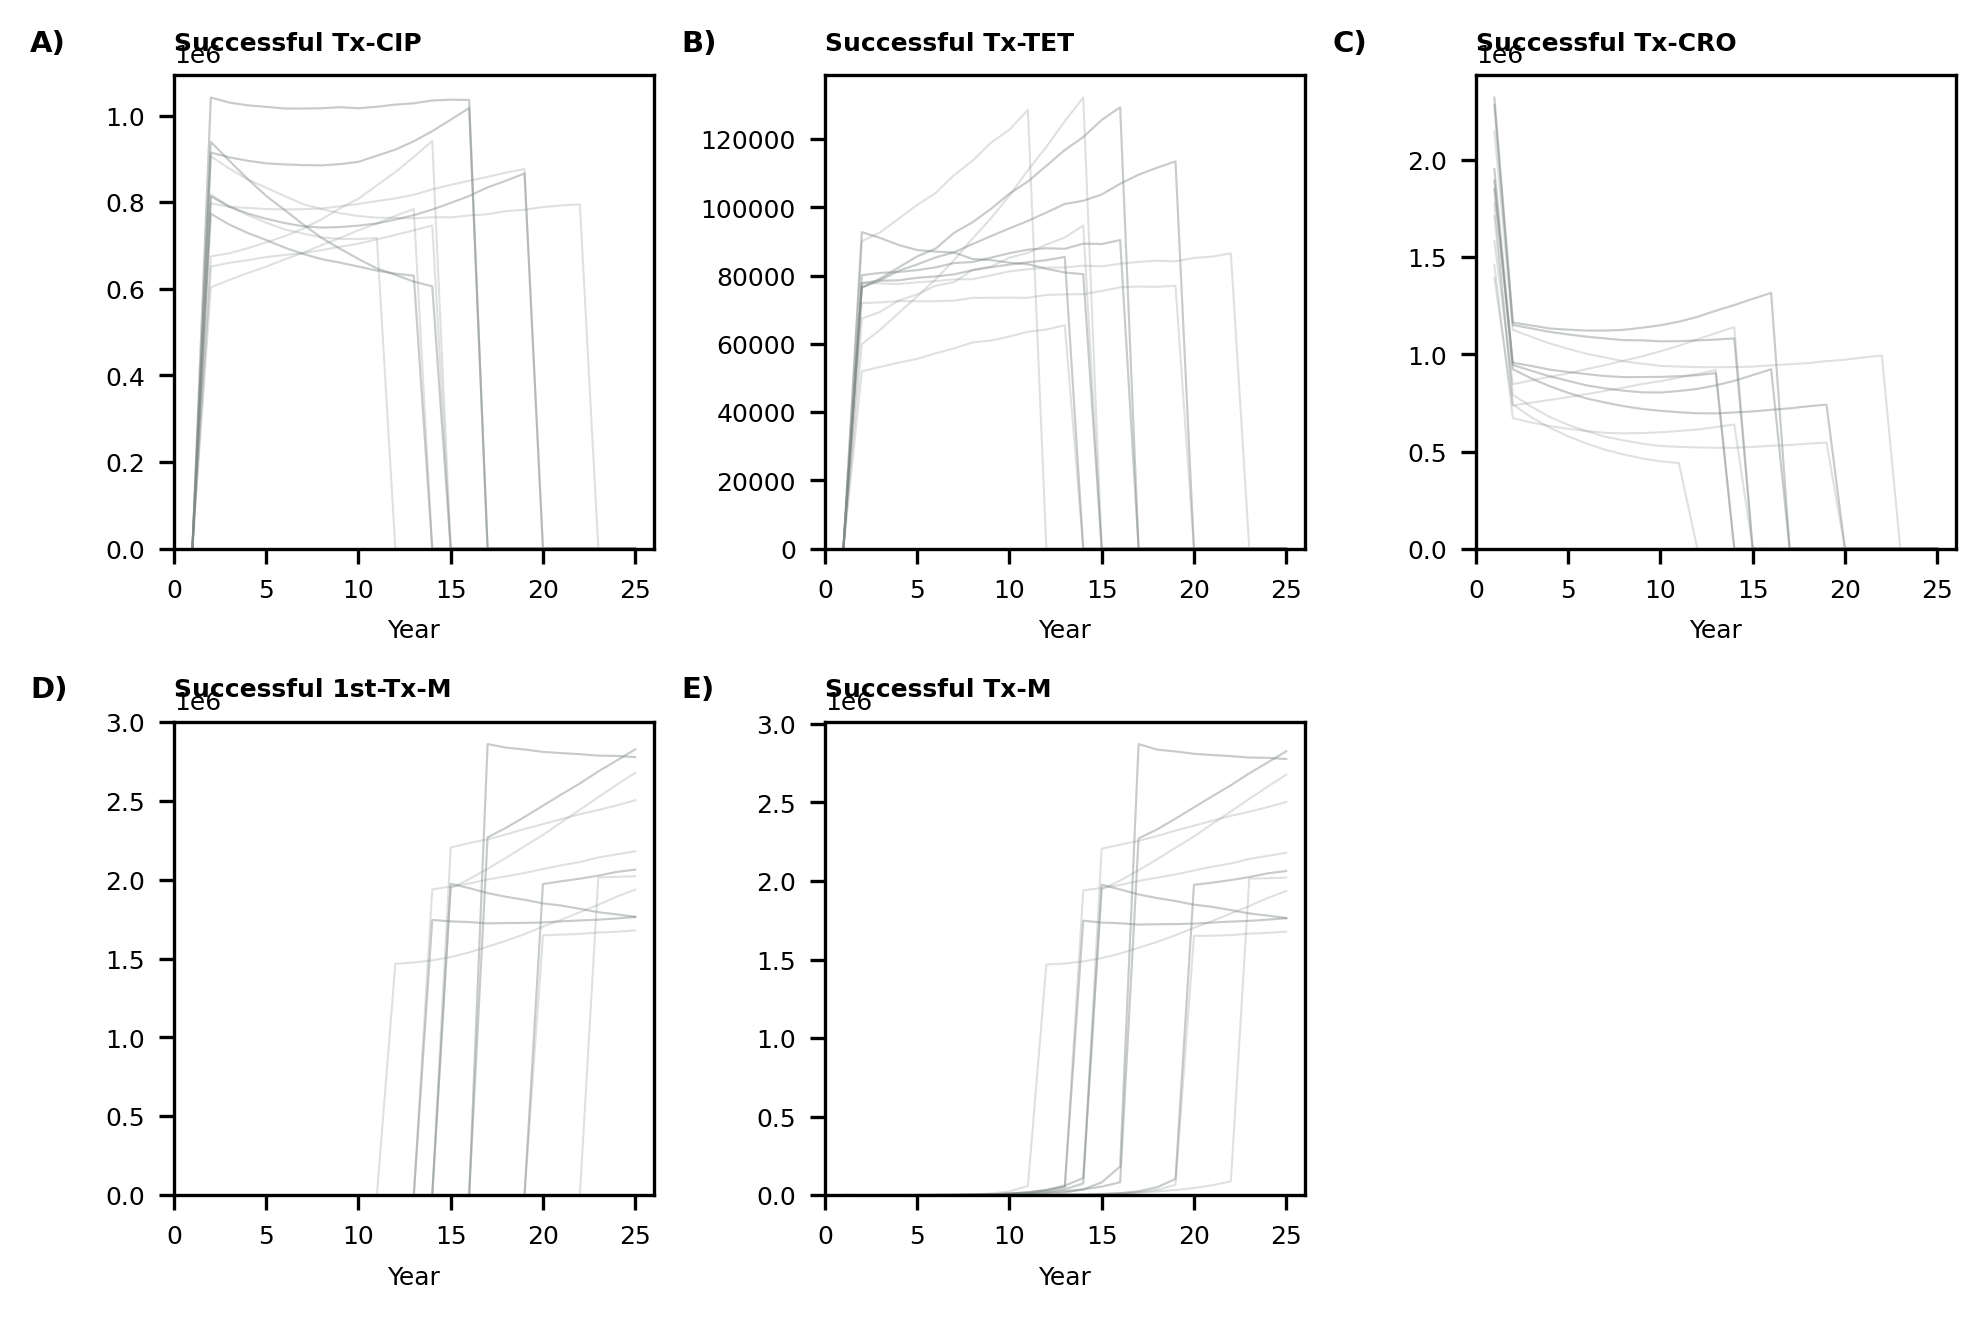 A) Successful Tx-CIP
1e6
1.0
0.8
0.6
0.4
0.2
0.0
0 5 10 15 20 25
Year
B) Successful Tx-TET
120000
100000
80000
60000
40000
20000
0
0 5 10 15 20 25
Year
C) Successful Tx-CRO
1e6
2.0
1.5
1.0
0.5
0.0
0 5 10 15 20 25
Year
D) Successful 1st-Tx-M
1e6
3.0
2.5
2.0
1.5
1.0
0.5
0.0
0 5 10 15 20 25
Year
E) Successful Tx-M
1e6
3.0
2.5
2.0
1.5
1.0
0.5
0.0
0 5 10 15 20 25
Year